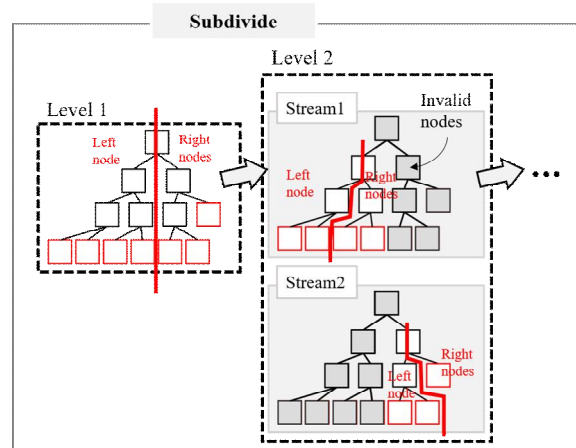 Subdivide
Level 2
Level 1
Stream1
Invalid
nodes
Left
node
Right
nodes
Left
node
Right
nodes
...
Stream2
Right
nodes
Left
node